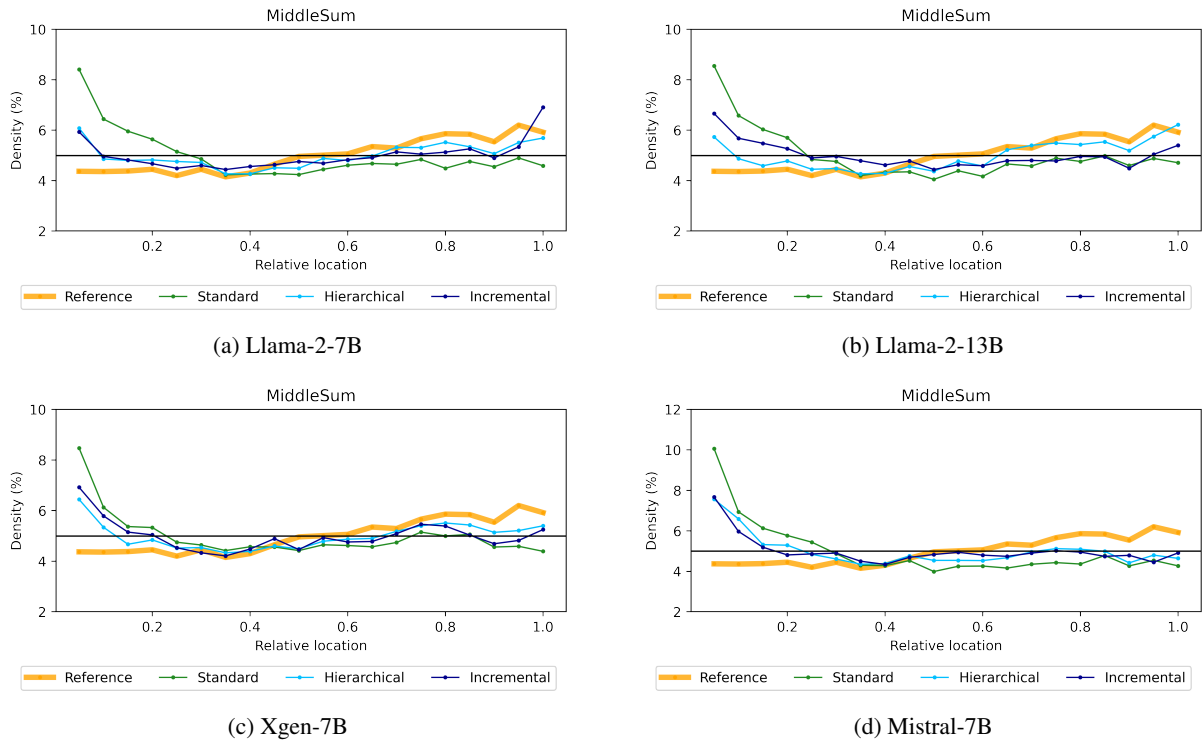 MiddleSum
10
8
6
4
2
Density (%)
0.2 0.4 0.6 0.8 1.0
Relative location
Reference Standard Hierarchical Incremental
(a) Llama-2-7B
MiddleSum
10
8
6
4
2
Density (%)
0.2 0.4 0.6 0.8 1.0
Relative location
Reference Standard Hierarchical Incremental
(b) Llama-2-13B
MiddleSum
10
8
6
4
2
Density (%)
0.2 0.4 0.6 0.8 1.0
Relative location
Reference Standard Hierarchical Incremental
(c) Xgen-7B
MiddleSum
12
10
8
6
4
2
Density (%)
0.2 0.4 0.6 0.8 1.0
Relative location
Reference Standard Hierarchical Incremental
(d) Mistral-7B